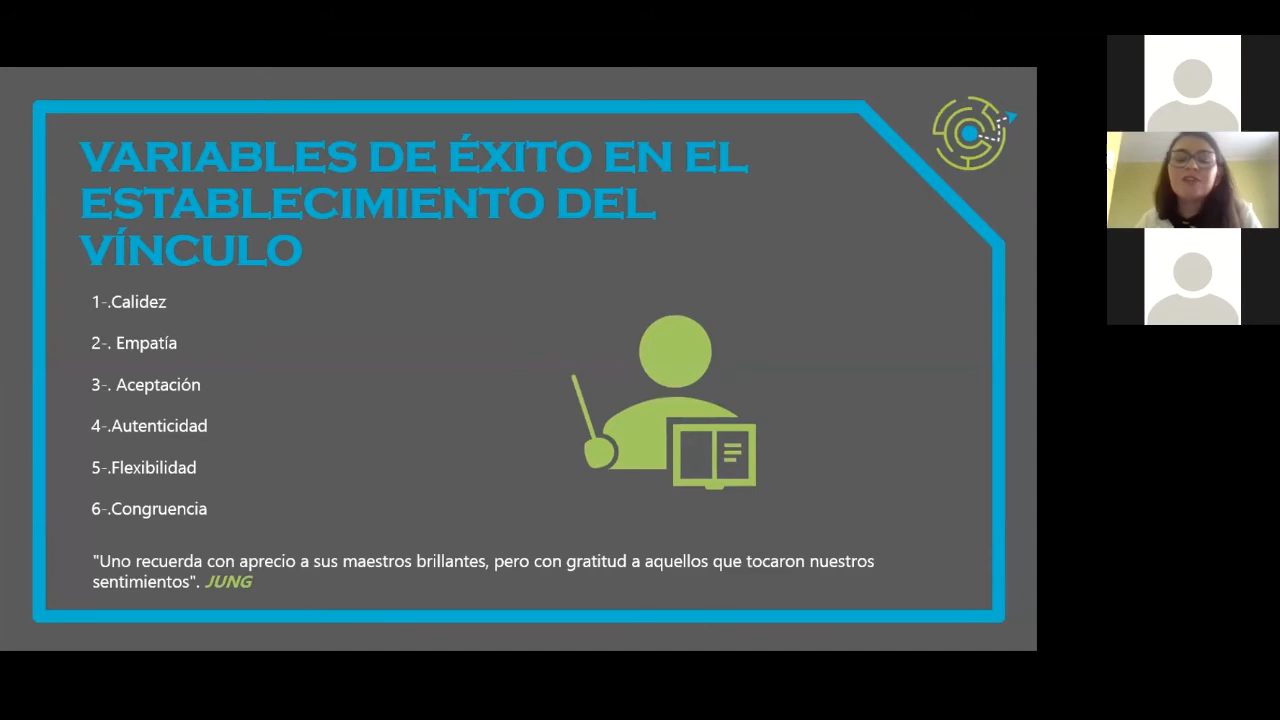 VARIABLES DE ÉXITO EN EL
ESTABLECIMIENTO DEL
VÍNCULO
1-.Calidez
2-. Empatía
3-. Aceptación
4-.Autenticidad
5-.Flexibilidad
6-.Congruencia
"Uno recuerda con aprecio a sus maestros brillantes, pero con gratitud a aquellos que tocaron nuestros
sentimientos". JUNG